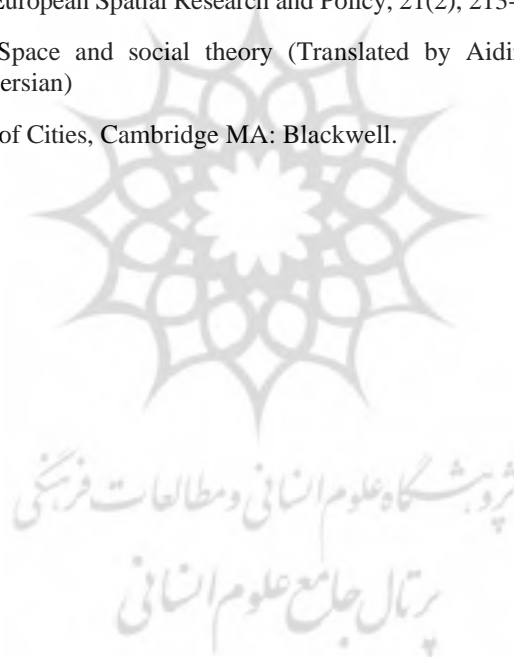 European Spatial Research and Policy, 21(2), 213-
Space and social theory (Translated by Aidi
ersian)
of Cities, Cambridge MA: Blackwell.
پژوهشگاه علوم انسانی و مطالعات فرهنگی
پرتال جامع علوم انسانی